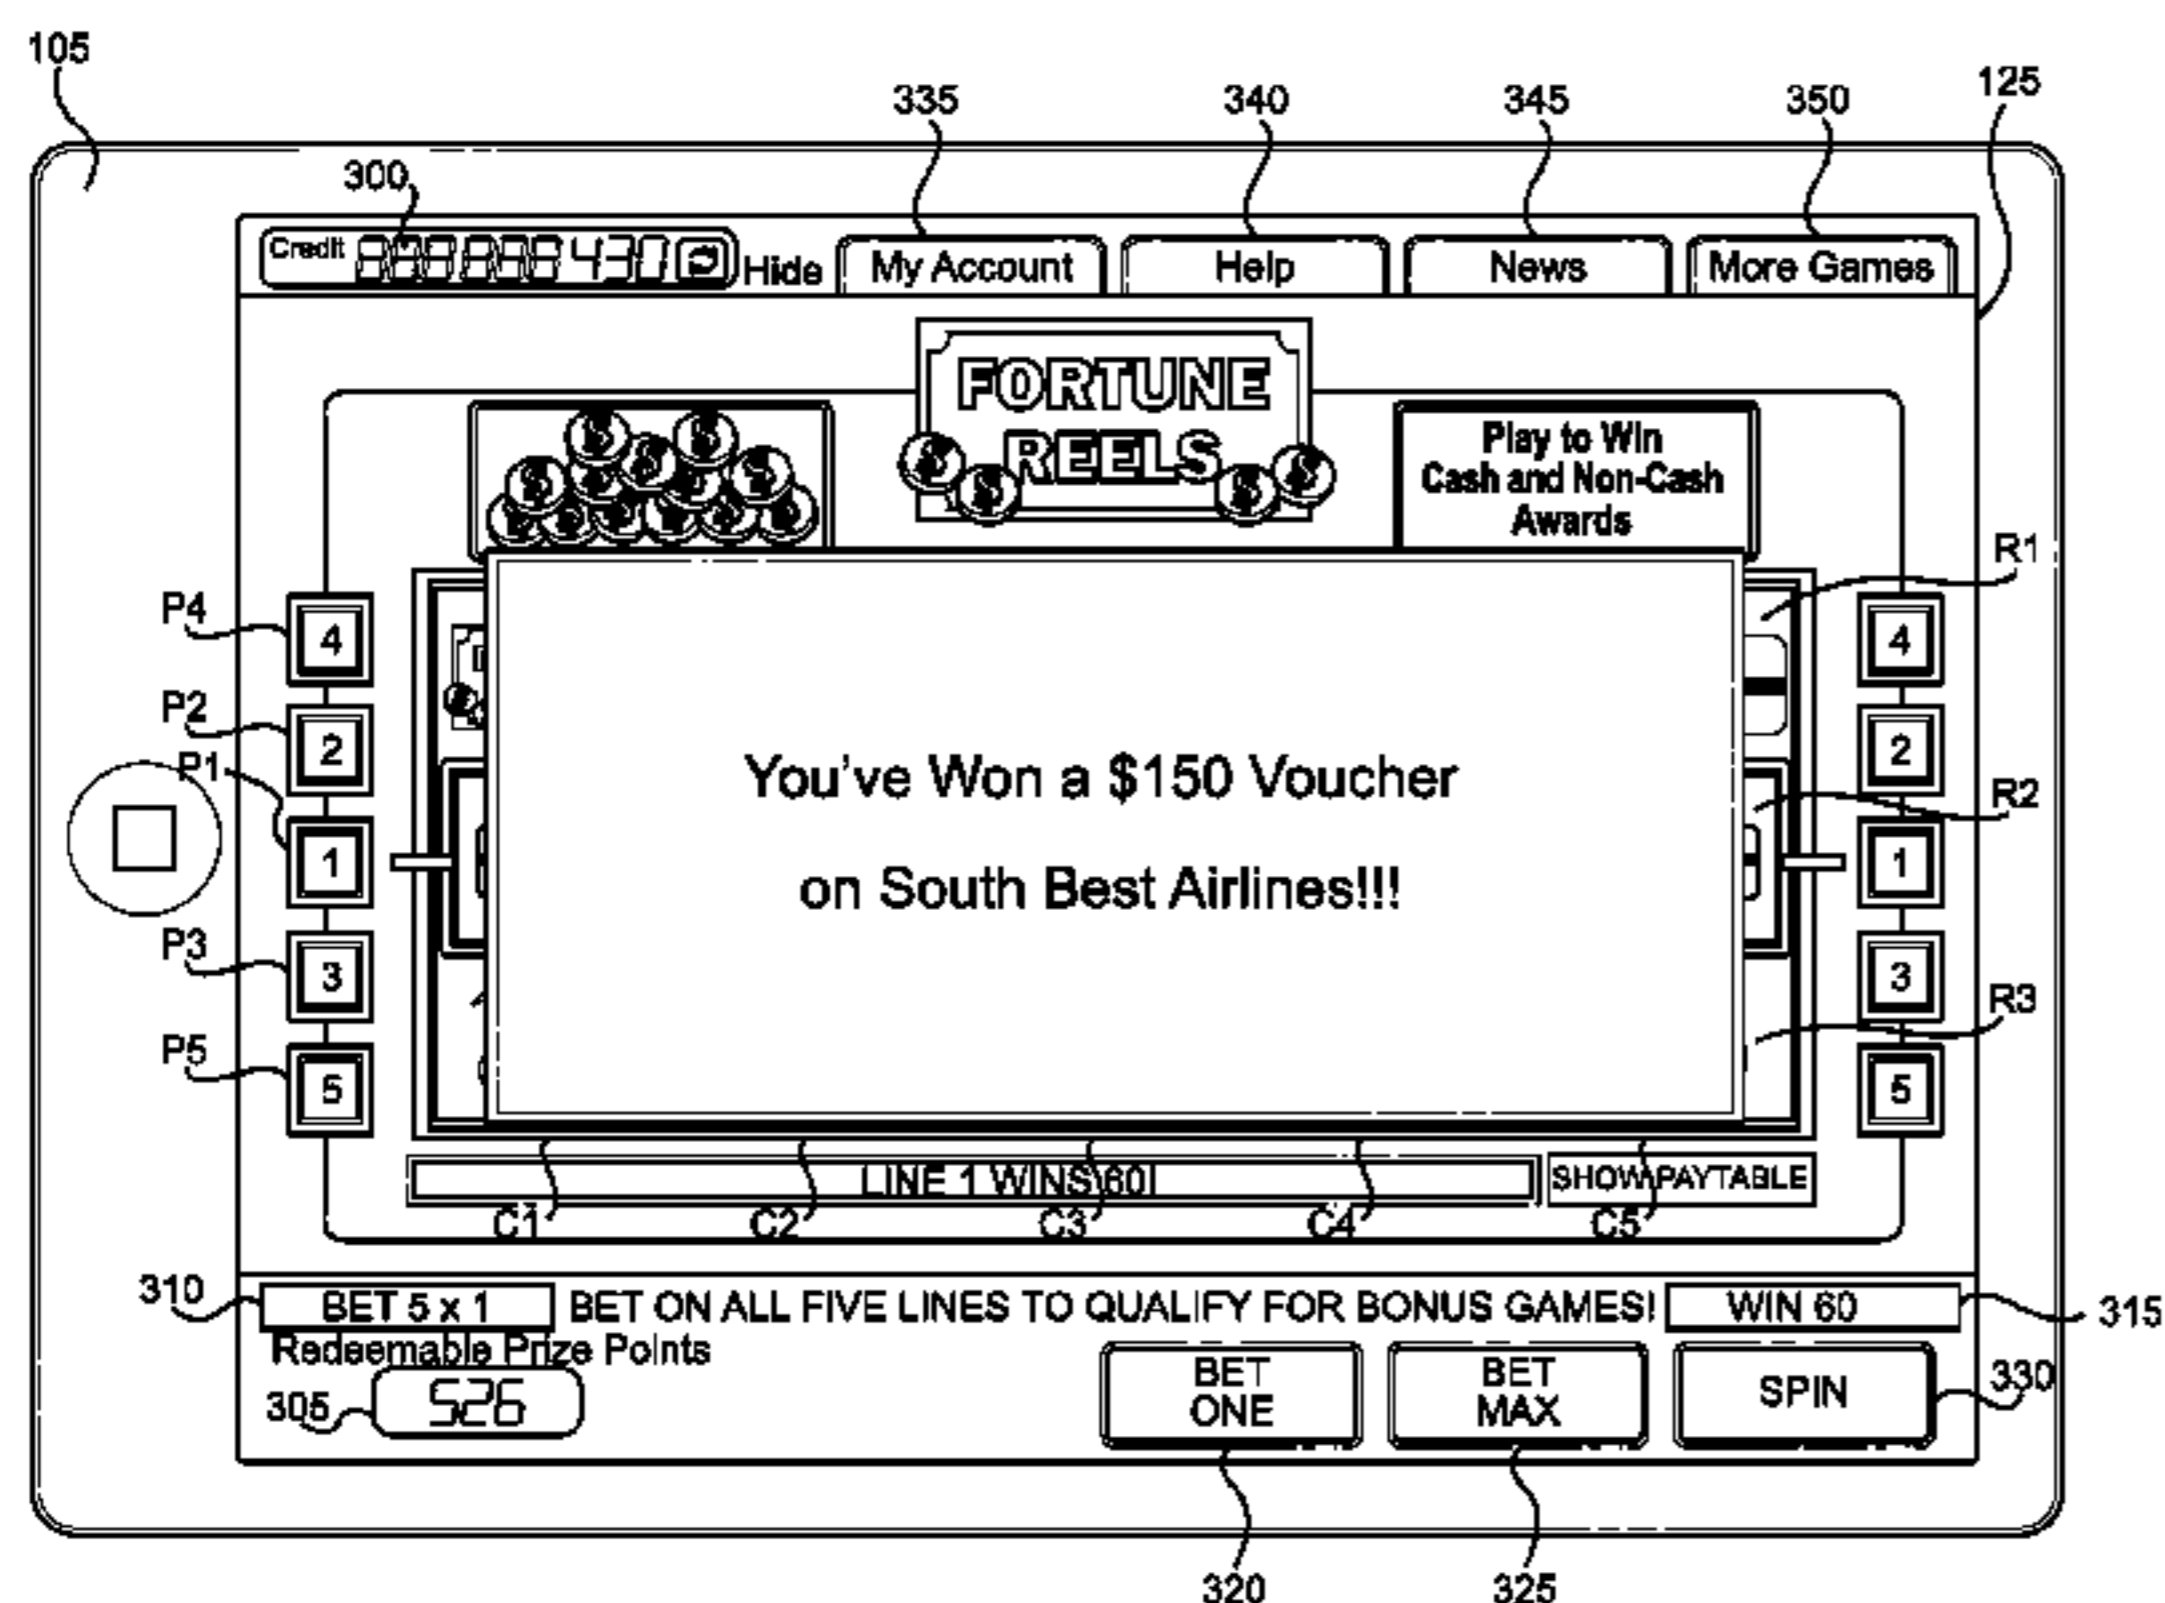 105
335
340
345
350
125
300
Credit 431
Hide
My Account
Help
News
More Games
FORTUNE
REELS
Play to Win
Cash and Non-Cash
Awards
R1
P4
4
4
P2
2
2
P1
You've Won a $150 Voucher
R2
1
1
on South Best Airlines!!!
P3
3
3
R3
P5
5
5
LINE 1 WINS 60!
SHOW PAYTABLE
C1
C2
C3
C4
C5
310
BET 5 x 1
BET ON ALL FIVE LINES TO QUALIFY FOR BONUS GAMES!
WIN 60
315
Redeemable Prize Points
305
526
BET
ONE
BET
MAX
SPIN
330
320
325